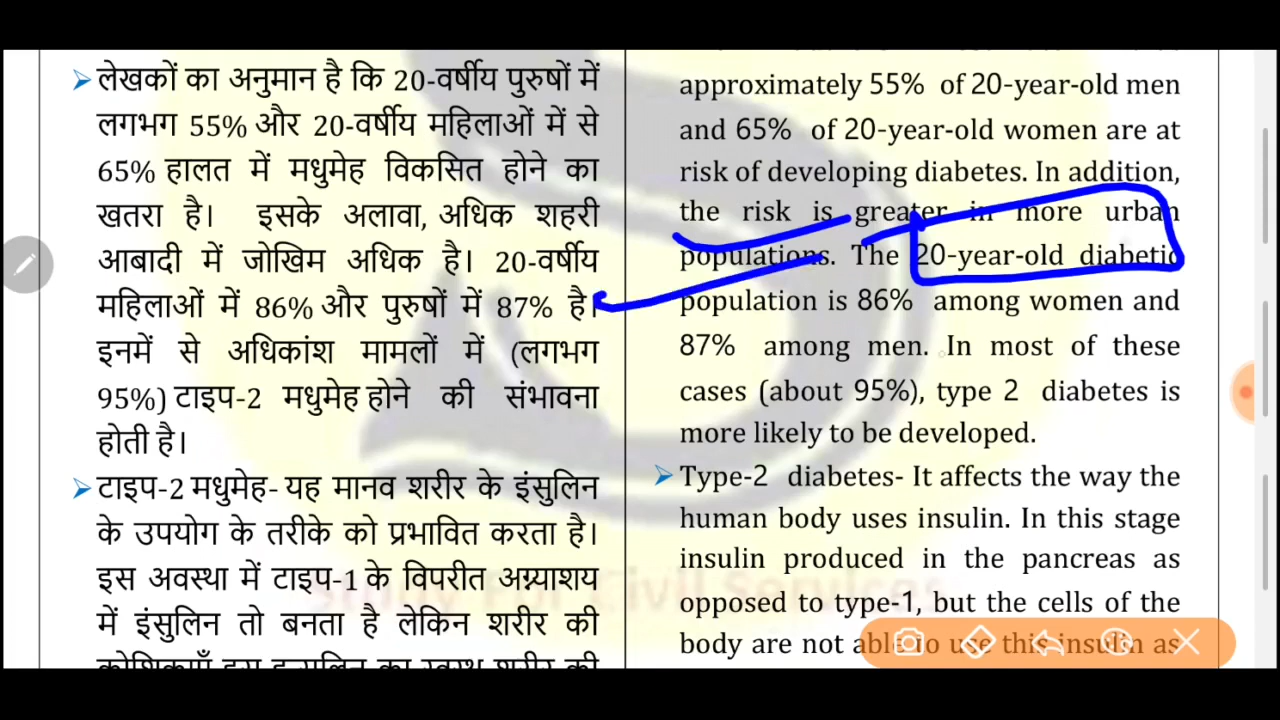 लेखकों का अनुमान है कि 20-वर्षीय पुरुषों में
लगभग 55% और 20-वर्षीय महिलाओं में से
65% हालत में मधुमेह विकसित होने का
खतरा है। इसके अलावा, अधिक शहरी
आबादी में जोखिम अधिक है। 20-वर्षीय
महिलाओं में 86% और पुरुषों में 87% है।
इनमें से अधिकांश मामलों में (लगभग
95%) टाइप-2 मधुमेह होने की संभावना
होती है।
टाइप-2 मधुमेह- यह मानव शरीर के इंसुलिन
के उपयोग के तरीके को प्रभावित करता है।
इस अवस्था में टाइप-1 के विपरीत अग्न्याशय
में इंसुलिन तो बनता है लेकिन शरीर की
approximately 55% of 20-year-old men
and 65% of 20-year-old women are at
risk of developing diabetes. In addition,
the risk is greater in more urban
populations. The 20-year-old diabetic
population is 86% among women and
87% among men. In most of these
cases (about 95%), type 2 diabetes is
more likely to be developed.
Type-2 diabetes- It affects the way the
human body uses insulin. In this stage
insulin produced in the pancreas as
opposed to type-1, but the cells of the
body are not able to use this insulin as
Study For Civil Services